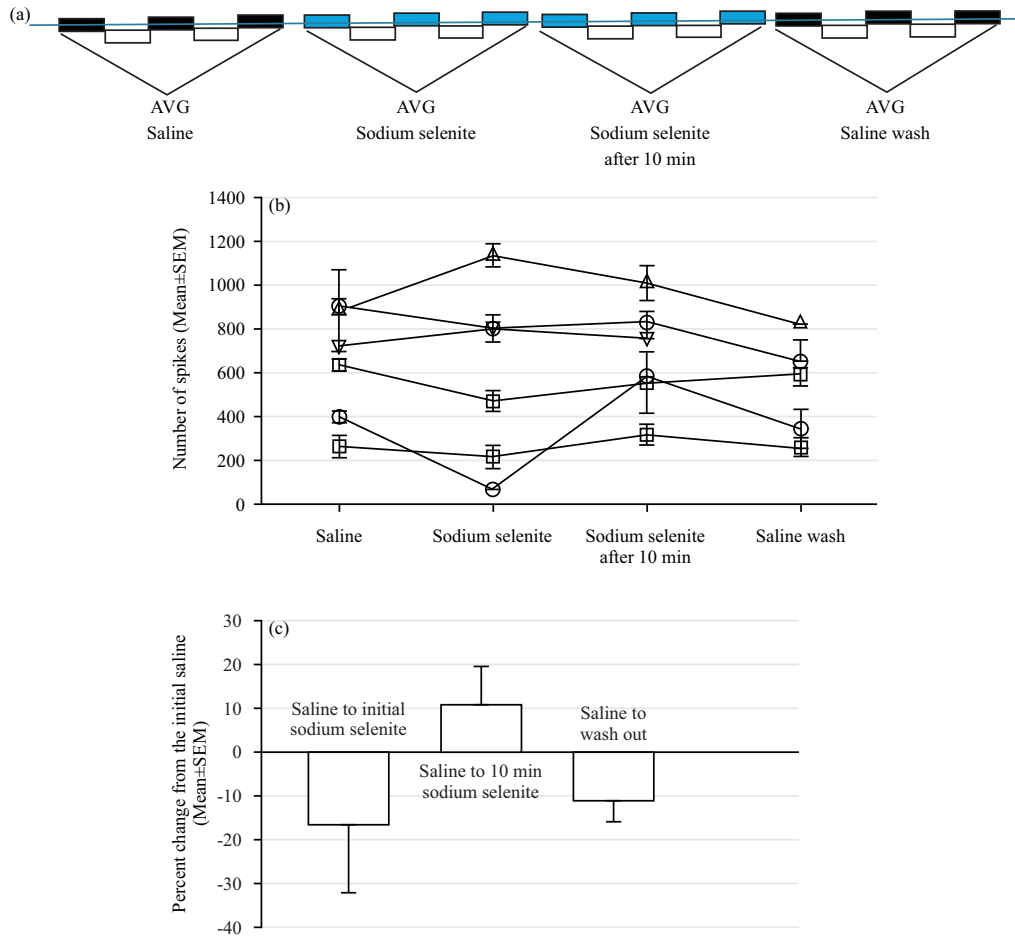 (a)
AVG AVG AVG AVG
Saline Sodium selenite Sodium selenite Saline wash
after 10 min
(b)
Number of spikes (Mean±SEM)
1400
1200
1000
800
600
400
200
0
Saline Sodium selenite Sodium selenite Saline wash
after 10 min
(c)
Percent change from the initial saline
(Mean±SEM)
30
20
10
0
-10
-20
-30
-40
Saline to initial
sodium selenite
Saline to 10 min
sodium selenite
Saline to
wash out